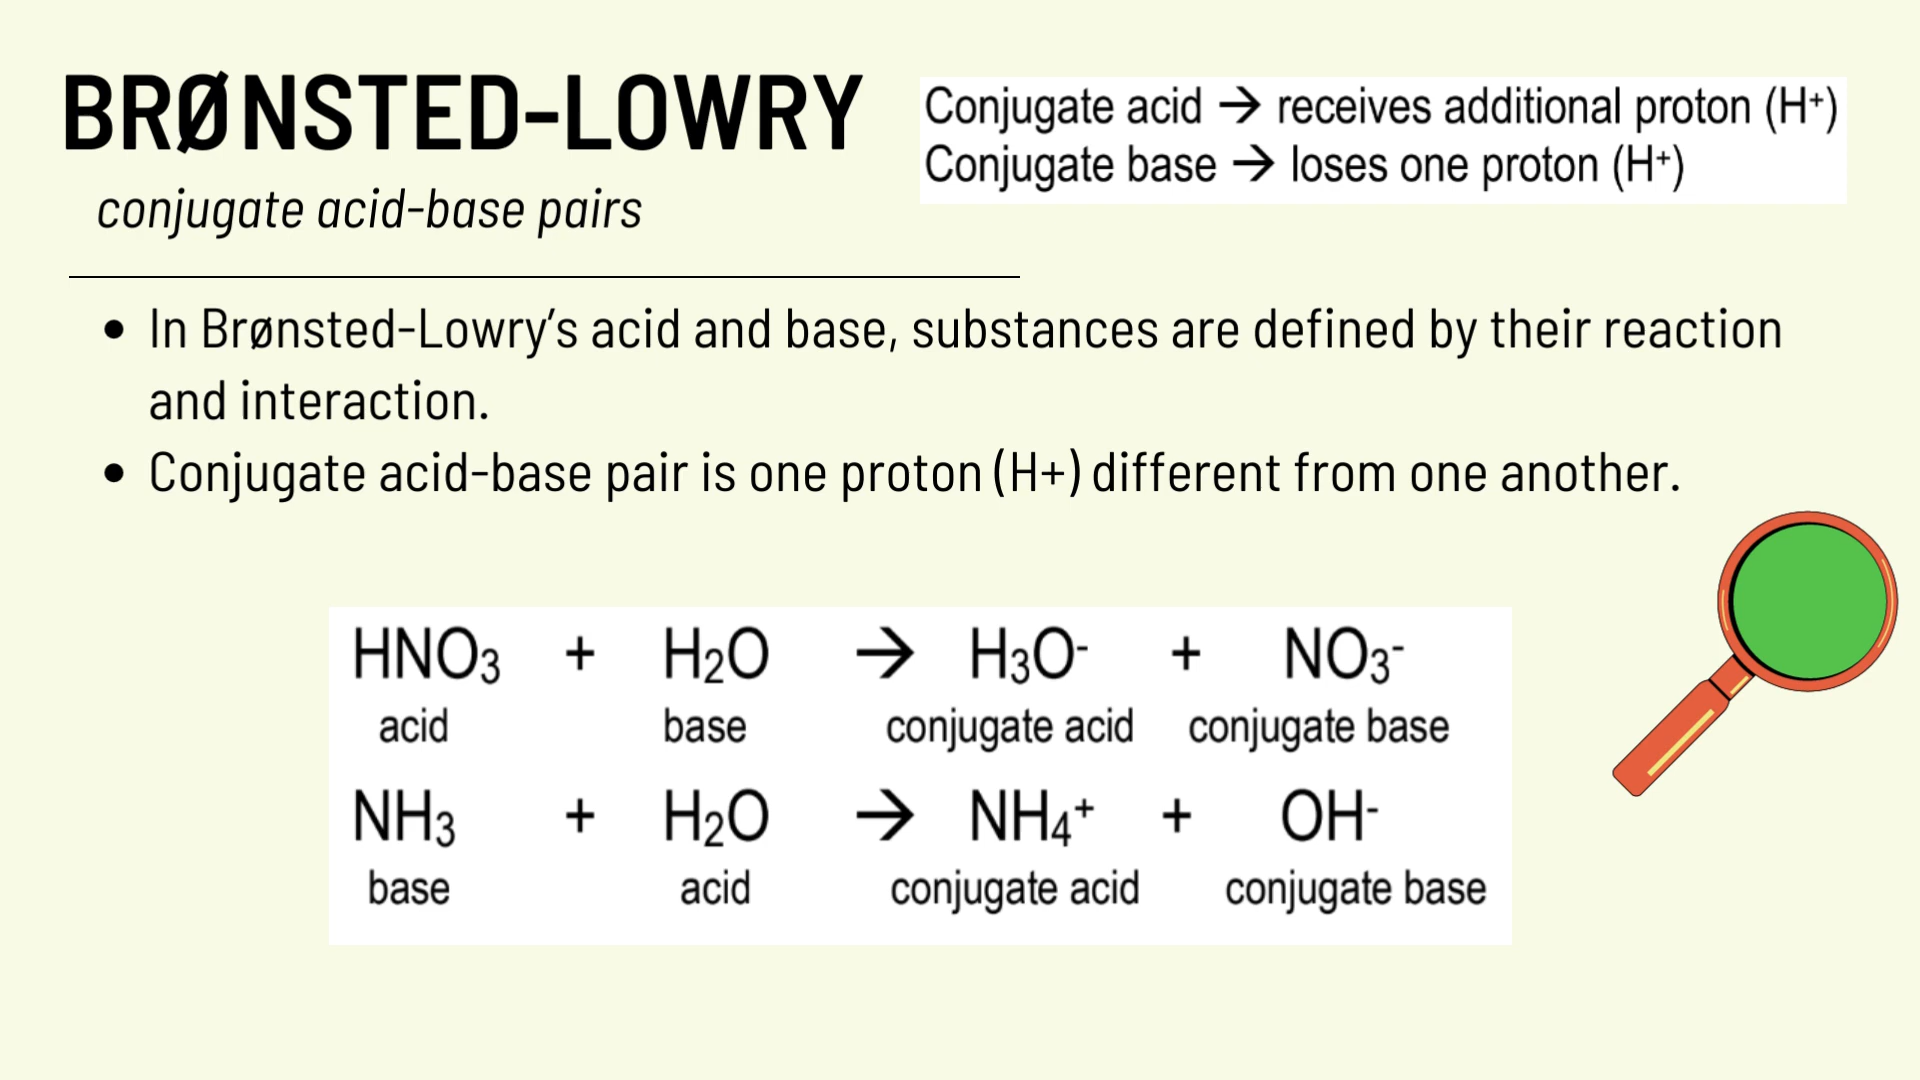 BRØNSTED-LOWRY
conjugate acid-base pairs
Conjugate acid → receives additional proton (H⁺)
Conjugate base → loses one proton (H⁺)
• In Brønsted-Lowry’s acid and base, substances are defined by their reaction
and interaction.
• Conjugate acid-base pair is one proton (H+) different from one another.
HNO₃ + H₂O → H₃O⁻ + NO₃⁻
acid base conjugate acid conjugate base
NH₃ + H₂O → NH₄⁺ + OH⁻
base acid conjugate acid conjugate base